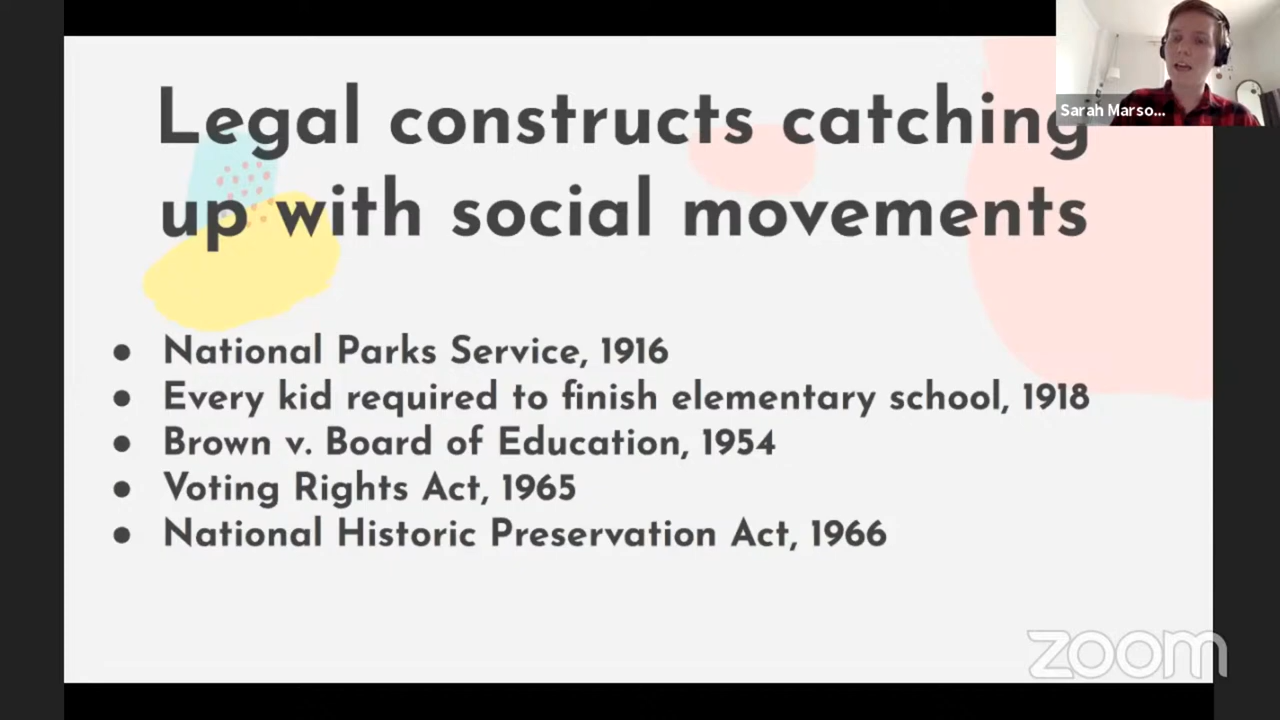 Legal constructs catching
up with social movements
Sarah Marso...
● National Parks Service, 1916
● Every kid required to finish elementary school, 1918
● Brown v. Board of Education, 1954
● Voting Rights Act, 1965
● National Historic Preservation Act, 1966
zoom